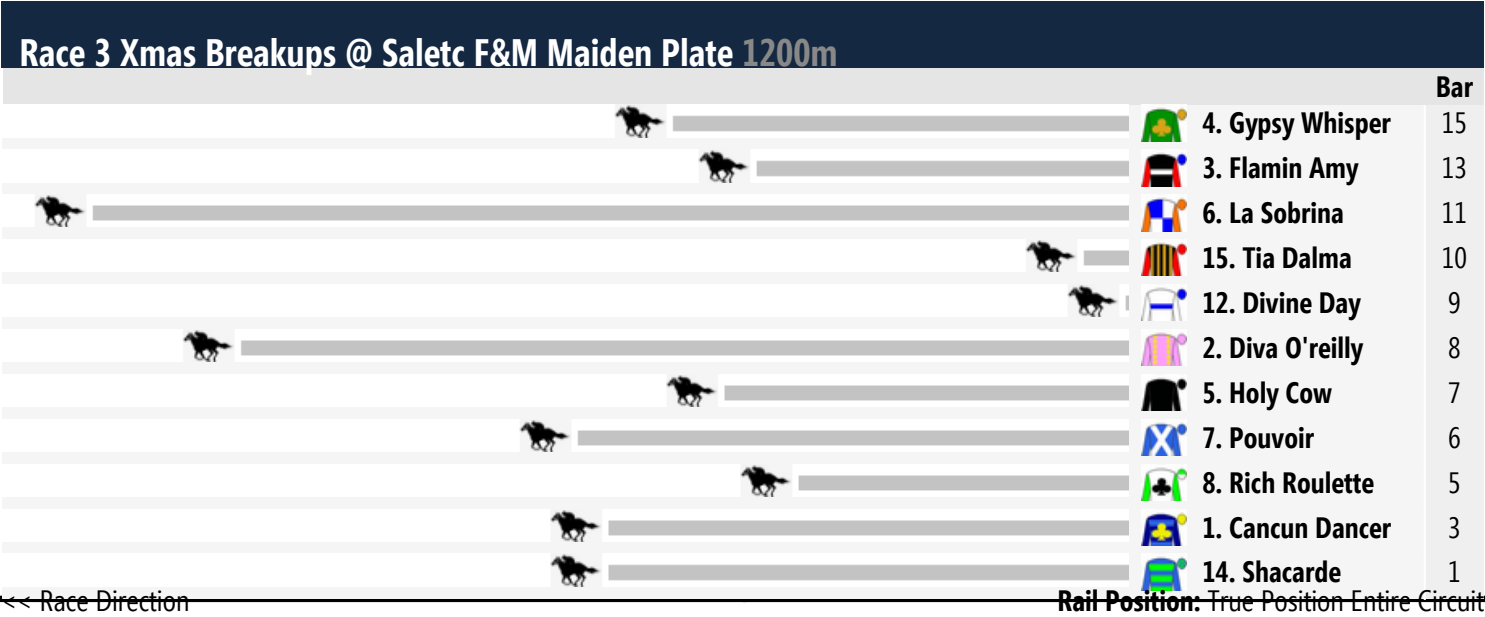 Race 3 Xmas Breakups @ Saletc F&M Maiden Plate 1200m
Bar
4. Gypsy Whisper 15
3. Flamin Amy 13
6. La Sobrina 11
15. Tia Dalma 10
12. Divine Day 9
2. Diva O'reilly 8
5. Holy Cow 7
7. Pouvoir 6
8. Rich Roulette 5
1. Cancun Dancer 3
14. Shacarde 1
<<< Race Direction Rail Position: True Position Entire Circuit